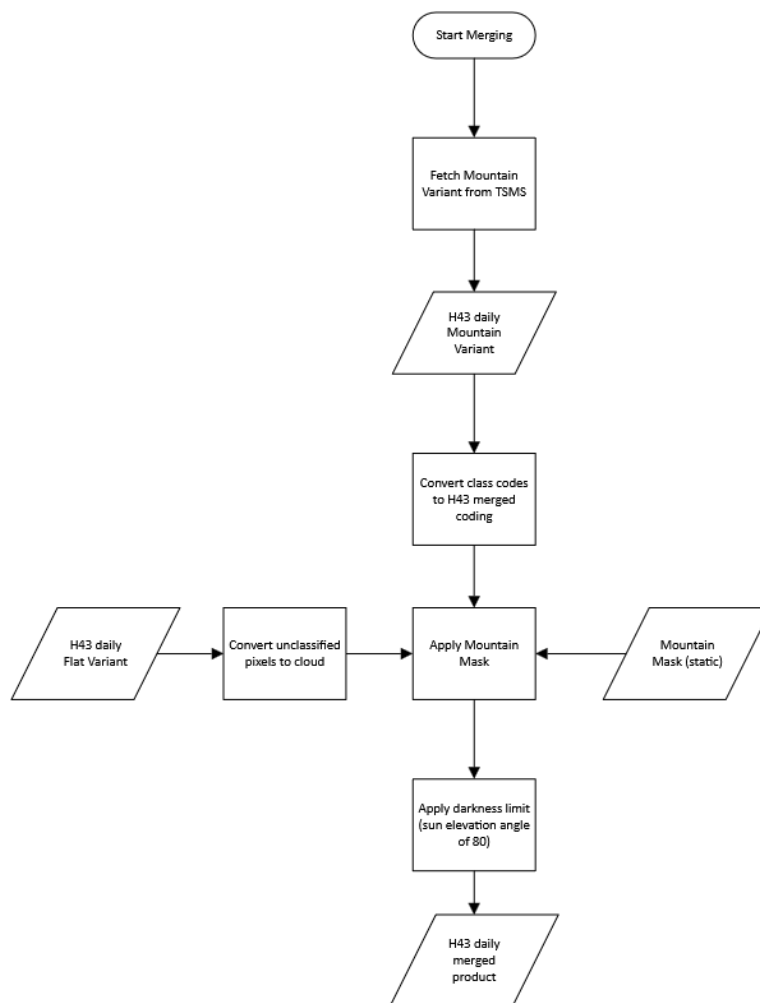 Start Merging
Fetch Mountain
Variant from TSMS
H43 daily
Mountain
Variant
Convert class codes
to H43 merged
coding
H43 daily
Flat Variant
Convert unclassified
pixels to cloud
Apply Mountain
Mask
Mountain
Mask (static)
Apply darkness limit
(sun elevation angle
of 80)
H43 daily
merged
product